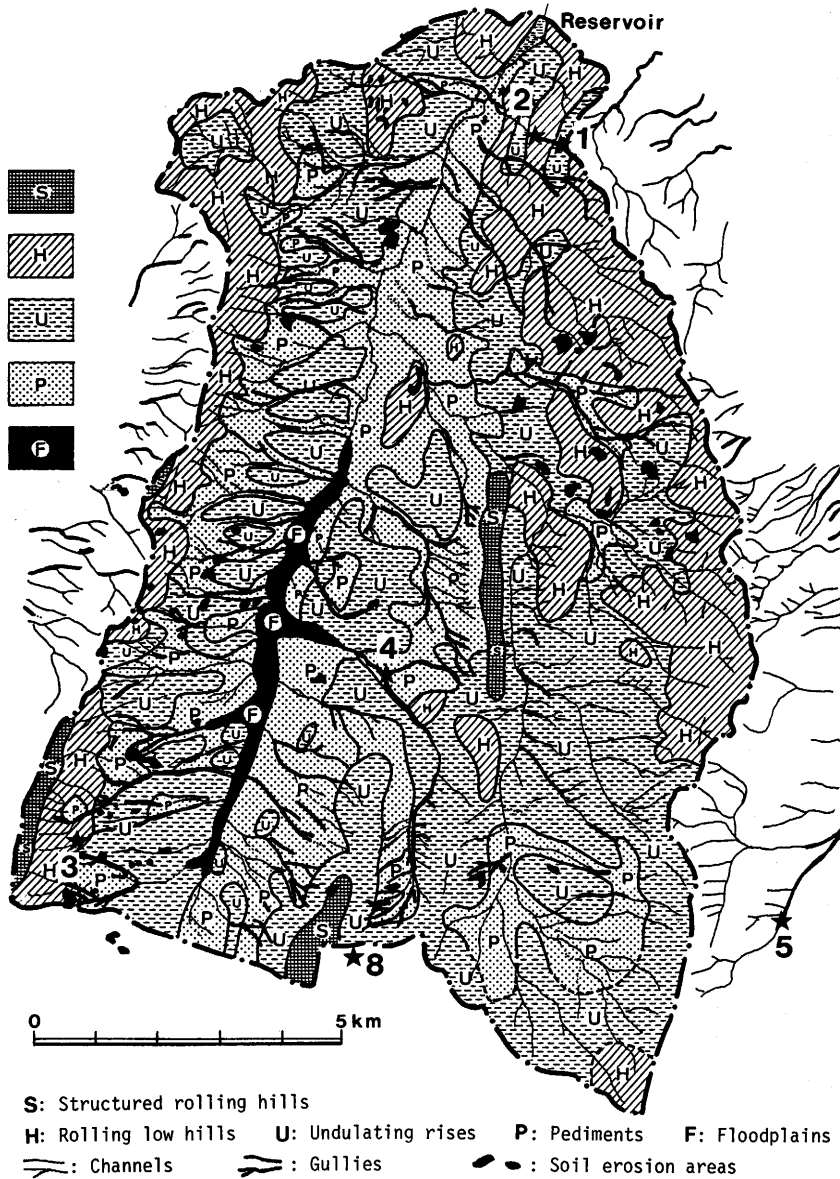 Reservoir
2
1
S
H
U
P
F
4
3
5
8
0 5 km
S: Structured rolling hills
H: Rolling low hills U: Undulating rises P: Pediments F: Floodplains
: Channels : Gullies : Soil erosion areas